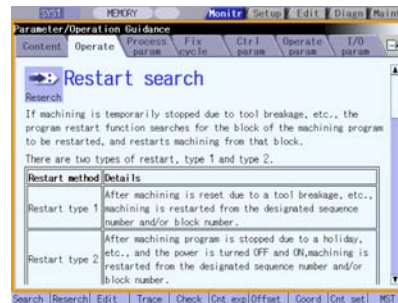 SYST MEMORY Monitr Setup Edit Diagn Maint
Parameter/Operation Guidance
Content Operate Process param Fix cycle Ctrl param Operate param I/O param
Reserch
Restart search
If machining is temporarily stopped due to tool breakage, etc., the
program restart function searches for the block of the machining program
to be restarted, and restarts machining from that block.
There are two types of restart, type 1 and type 2.
Restart method Details
Restart type 1
After machining is reset due to a tool breakage, etc.,
machining is restarted from the designated sequence
number and/or block number.
Restart type 2
After machining program is stopped due to a holiday,
etc., and the power is turned OFF and ON,machining is
restarted from the designated sequence number and/or
block number.
Search Reserch Edit Trace Check Cnt exp Offset Coord Cnt set MST